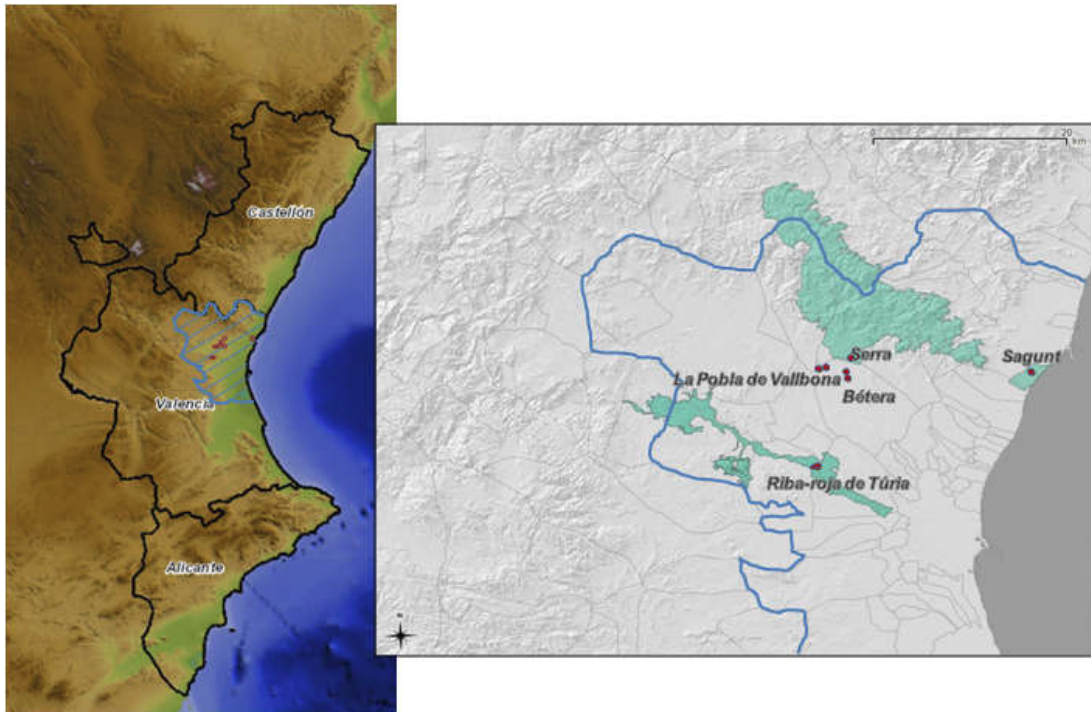 Castellón
Valencia
Alicante
0 20
km
Serra
Sagunt
La Pobla de Vallbona
Bétera
Riba-roja de Túria